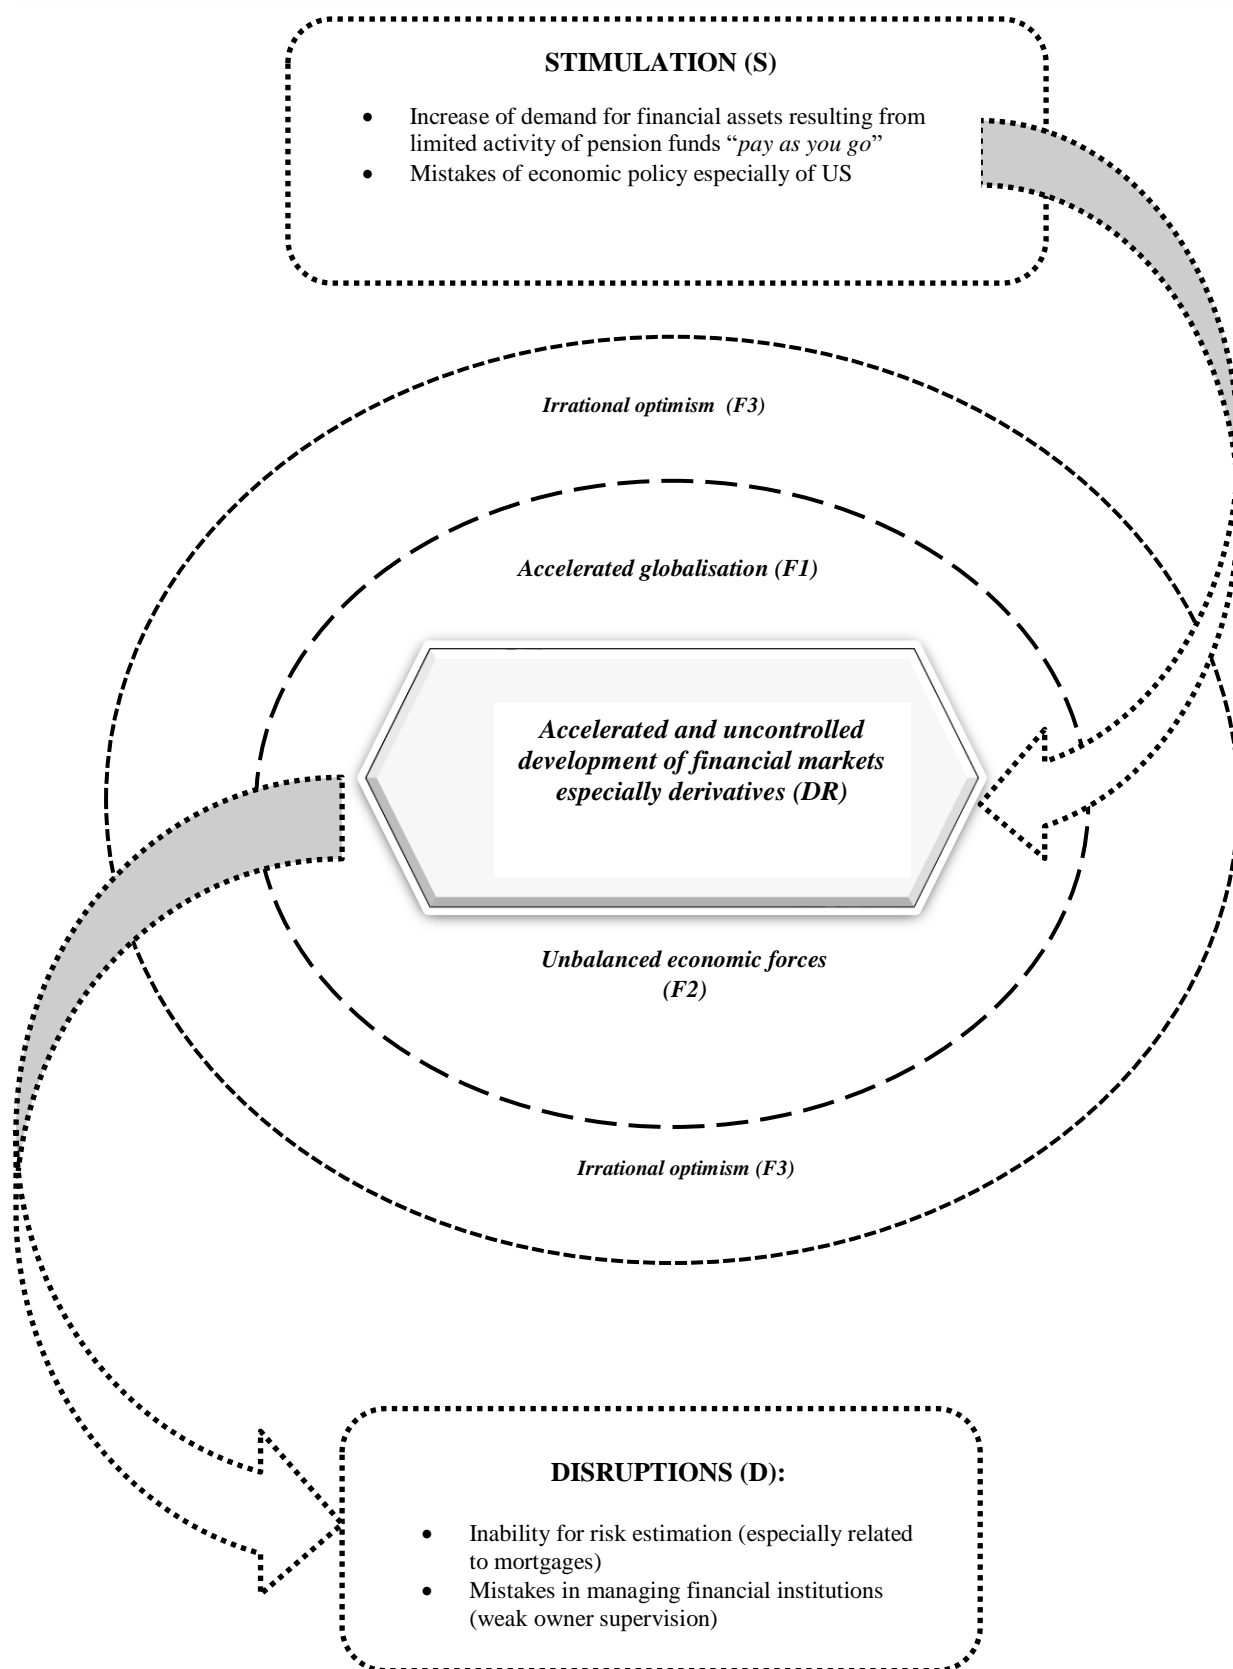 STIMULATION (S)
• Increase of demand for financial assets resulting from
limited activity of pension funds “pay as you go”
• Mistakes of economic policy especially of US
Irrational optimism (F3)
Accelerated globalisation (F1)
Accelerated and uncontrolled
development of financial markets
especially derivatives (DR)
Unbalanced economic forces
(F2)
Irrational optimism (F3)
DISRUPTIONS (D):
• Inability for risk estimation (especially related
to mortgages)
• Mistakes in managing financial institutions
(weak owner supervision)